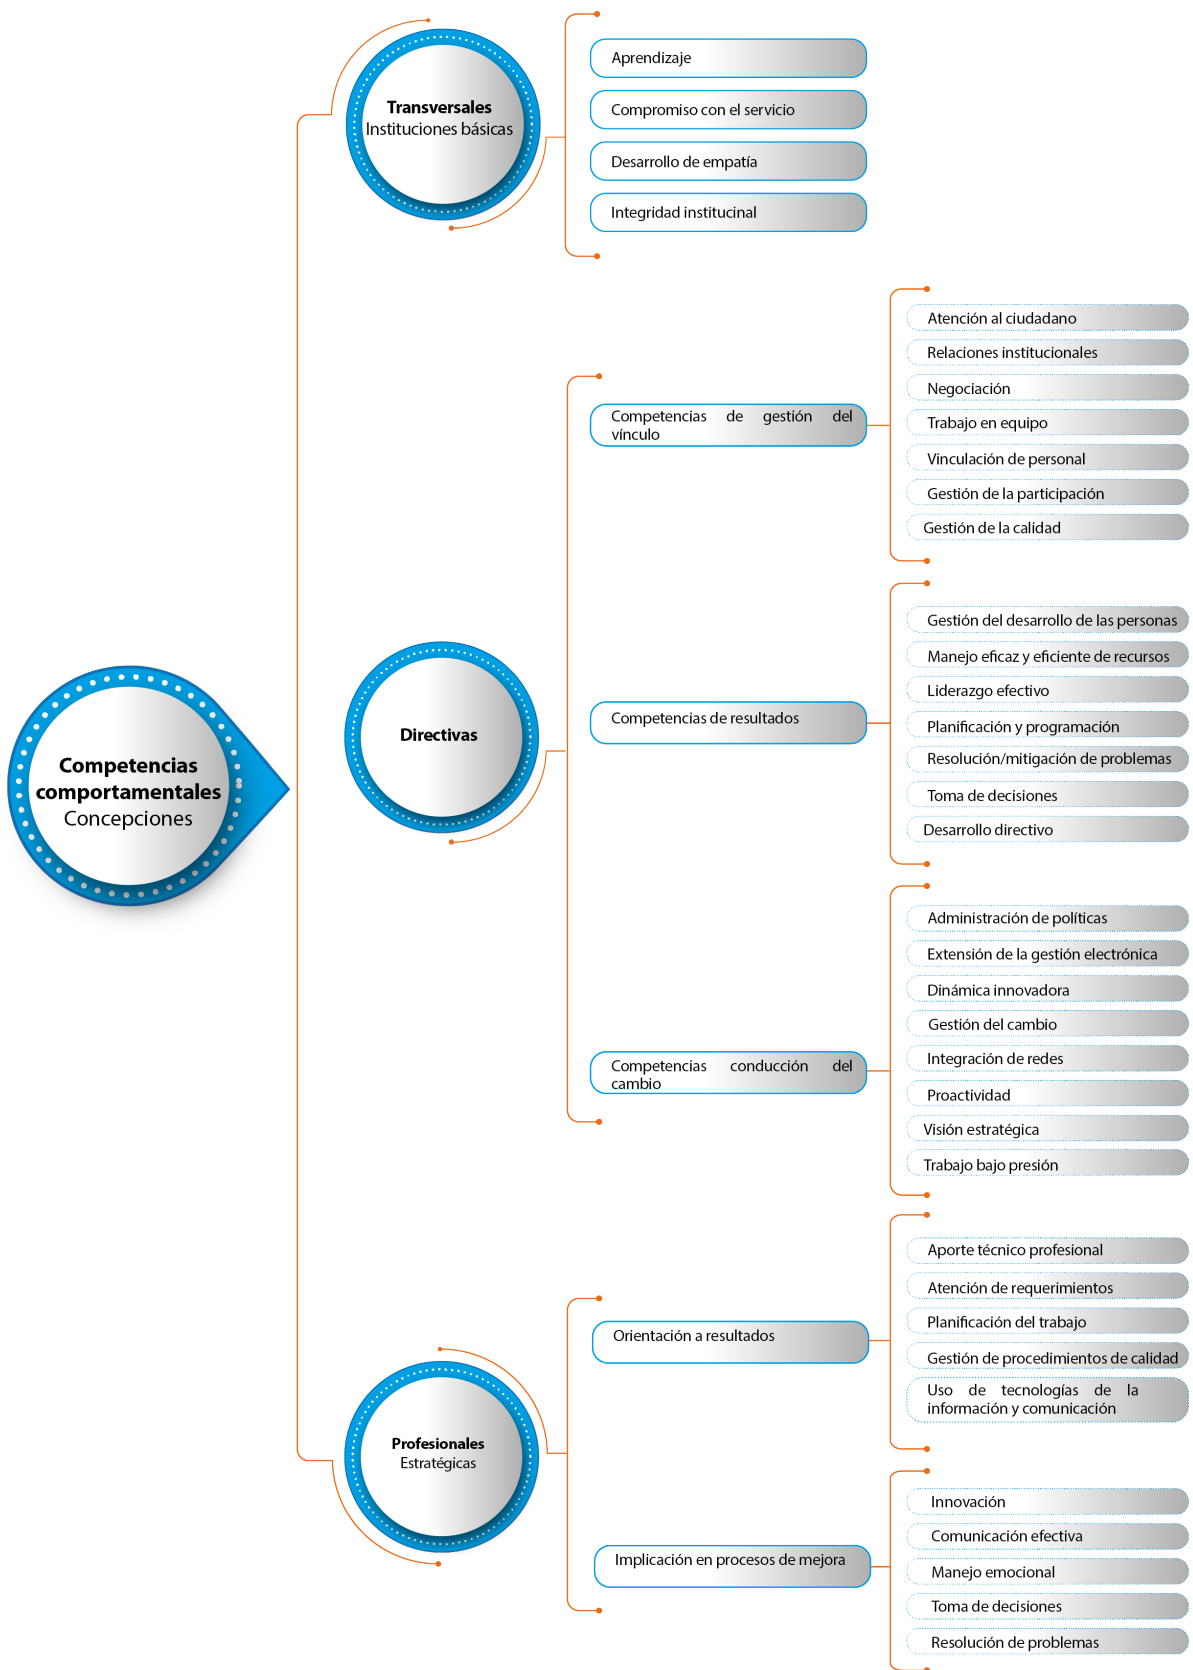 Competencias
comportamentales
Concepciones
Transversales
Instituciones básicas
Aprendizaje
Compromiso con el servicio
Desarrollo de empatía
Integridad institucinal
Directivas
Competencias de gestión del
vínculo
Atención al ciudadano
Relaciones institucionales
Negociación
Trabajo en equipo
Vinculación de personal
Gestión de la participación
Gestión de la calidad
Competencias de resultados
Gestión del desarrollo de las personas
Manejo eficaz y eficiente de recursos
Liderazgo efectivo
Planificación y programación
Resolución/mitigación de problemas
Toma de decisiones
Desarrollo directivo
Competencias conducción del
cambio
Administración de políticas
Extensión de la gestión electrónica
Dinámica innovadora
Gestión del cambio
Integración de redes
Proactividad
Visión estratégica
Trabajo bajo presión
Profesionales
Estratégicas
Orientación a resultados
Aporte técnico profesional
Atención de requerimientos
Planificación del trabajo
Gestión de procedimientos de calidad
Uso de tecnologías de la
información y comunicación
Implicación en procesos de mejora
Innovación
Comunicación efectiva
Manejo emocional
Toma de decisiones
Resolución de problemas